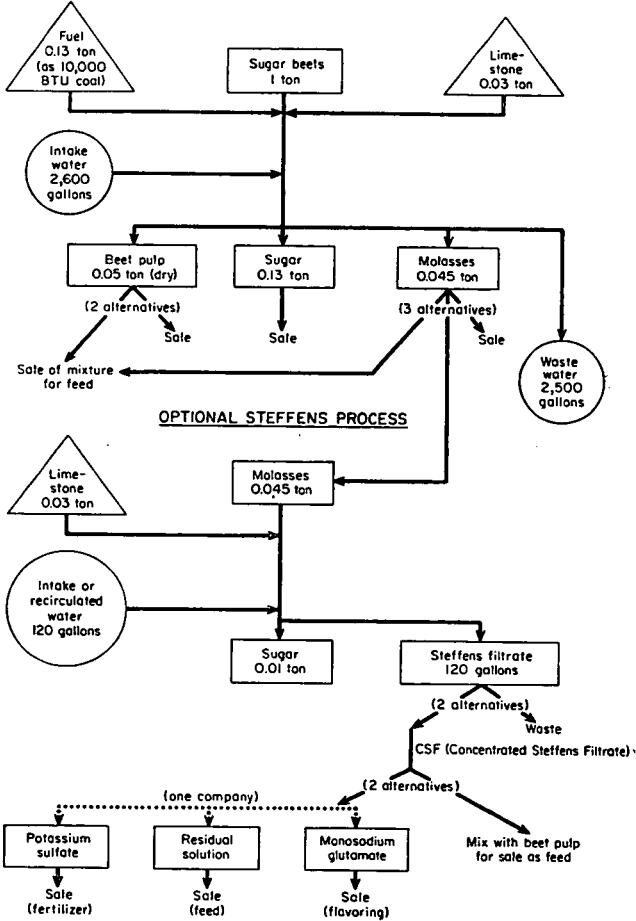 Fuel
0.13 ton
(as 10,000
BTU coal)
Sugar beets
1 ton
Lime-
stone
0.03 ton
Intake
water
2,600
gallons
Beet pulp
0.05 ton (dry)
Sugar
0.13 ton
Molasses
0.045 ton
(2 alternatives)
Sale
Sale
(3 alternatives)
Sale
Sale of mixture
for feed
Waste
water
2,500
gallons
OPTIONAL STEFFENS PROCESS
Lime-
stone
0.03 ton
Molasses
0.045 ton
Intake or
recirculated
water
120 gallons
Sugar
0.01 ton
Steffens filtrate
120 gallons
(2 alternatives)
Waste
CSF (Concentrated Steffens Filtrate)
(2 alternatives)
(one company)
Potassium
sulfate
Residual
solution
Monosodium
glutamate
Mix with beet pulp
for sale as feed
Sale
(fertilizer)
Sale
(feed)
Sale
(flavoring)